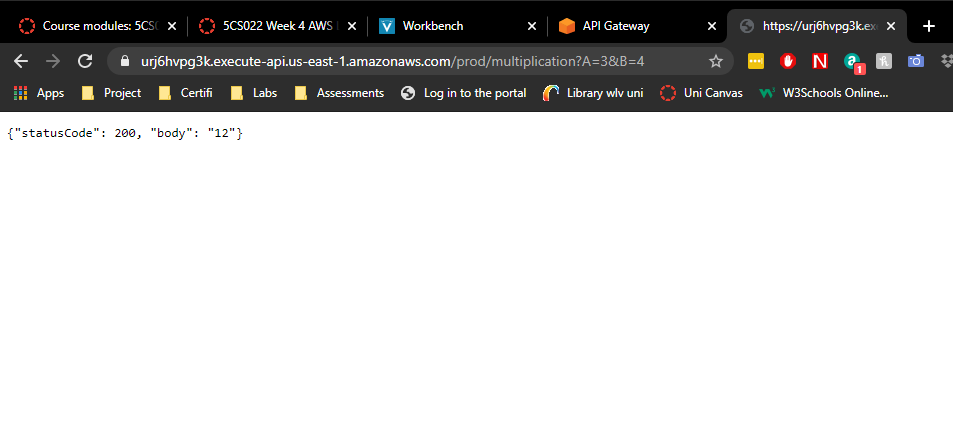 Course modules: 5CS 5CS022 Week 4 AWS Workbench API Gateway https://urj6hvpg3k.ex
urj6hvpg3k.execute-api.us-east-1.amazonaws.com/prod/multiplication?A=3&B=4
Apps Project Certifi Labs Assessments Log in to the portal Library wlv uni Uni Canvas W3Schools Online...
{"statusCode": 200, "body": "12"}